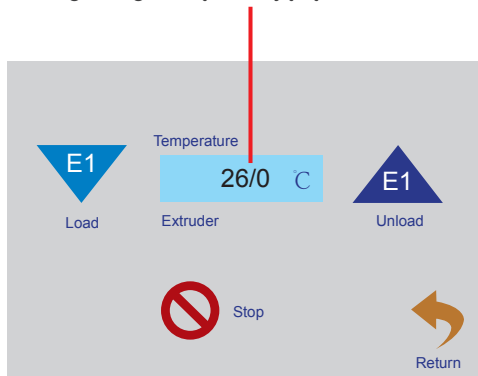 Temperature
E1
26/0 ℃
E1
Load
Extruder
Unload
Stop
Return